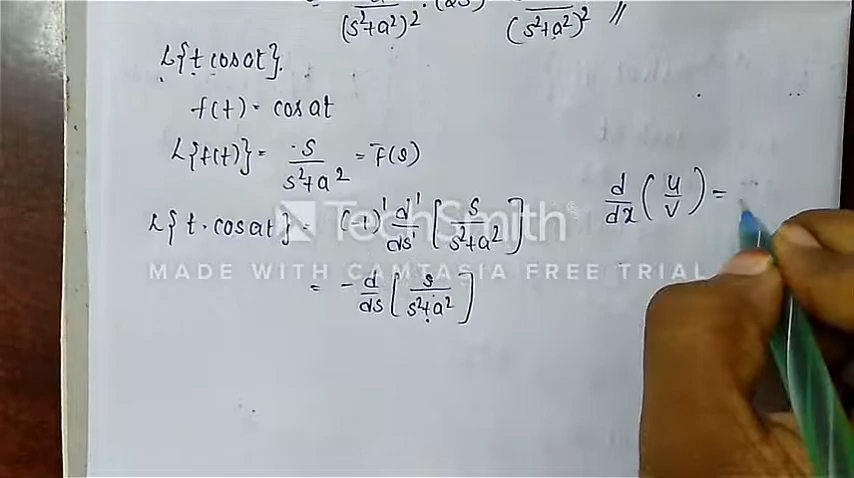 = a/(s²+a²)² · (2s) (s²+a²)² //
L{t cosat}.
f(t) = cosat
L{f(t)} = s/(s²+a²) = F(s)
L{t·cosat} = (-1)¹ d¹/ds¹ [s/(s²+a²)]
d/dx (u/v) =
= - d/ds [s/(s²+a²)]
TechSmith
MADE WITH CAMTASIA FREE TRIAL